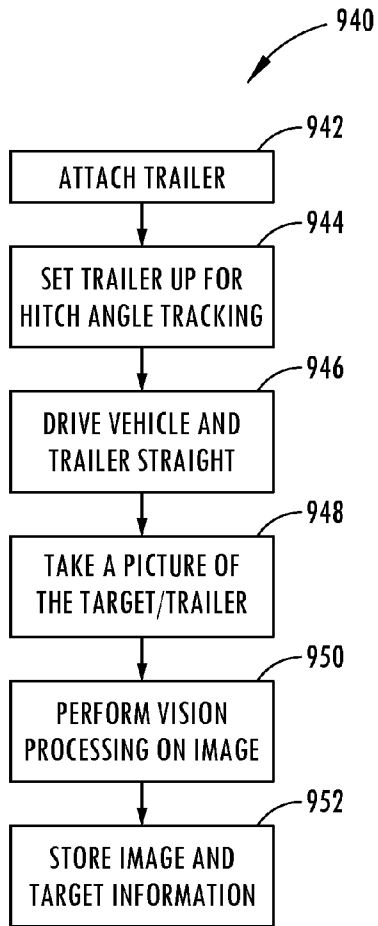 940
942
ATTACH TRAILER
944
SET TRAILER UP FOR
HITCH ANGLE TRACKING
946
DRIVE VEHICLE AND
TRAILER STRAIGHT
948
TAKE A PICTURE OF
THE TARGET/TRAILER
950
PERFORM VISION
PROCESSING ON IMAGE
952
STORE IMAGE AND
TARGET INFORMATION